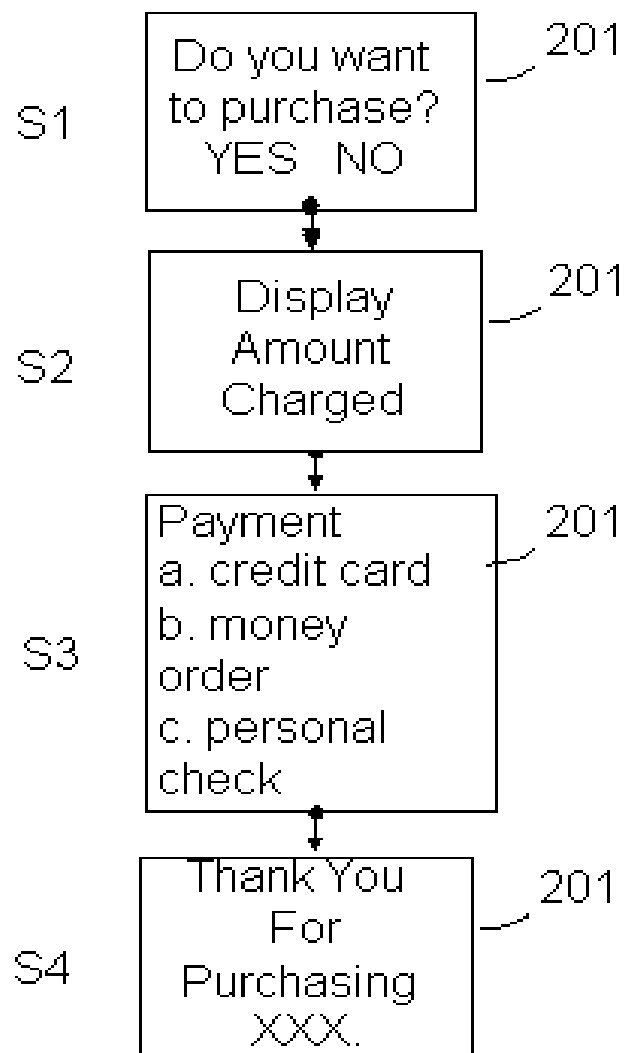 201
Do you want
to purchase?
S1
YES NO
201
Display
Amount
S2
Charged
201
Payment
a. credit card
b. money
S3
order
c. personal
check
201
Thank You
For
S4
Purchasing
XXX.